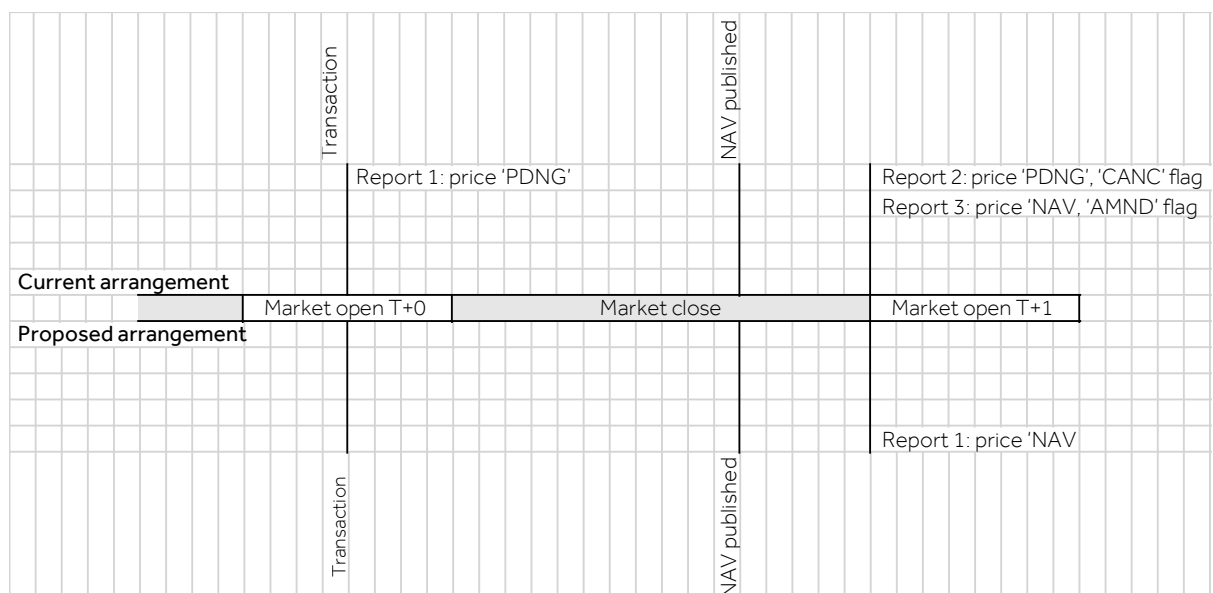 Transaction
NAV published
Report 1: price 'PDNG'
Report 2: price 'PDNG', 'CANC' flag
Report 3: price 'NAV, 'AMND' flag
Current arrangement
Market open T+0
Market close
Market open T+1
Proposed arrangement
Report 1: price 'NAV
Transaction
NAV published